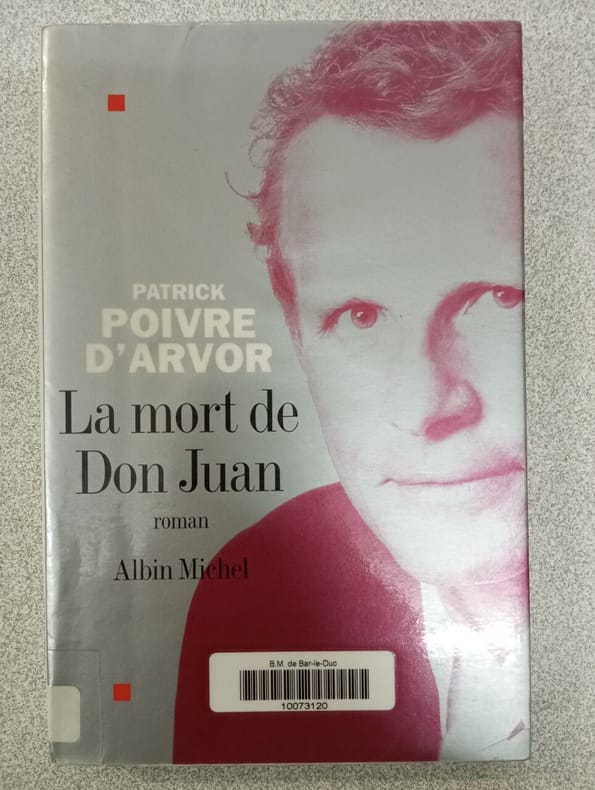 PATRICK
POIVRE
D'ARVOR
La mort de
Don Juan
roman
Albin Michel
B.M. de Bar-le-Duc
10073120